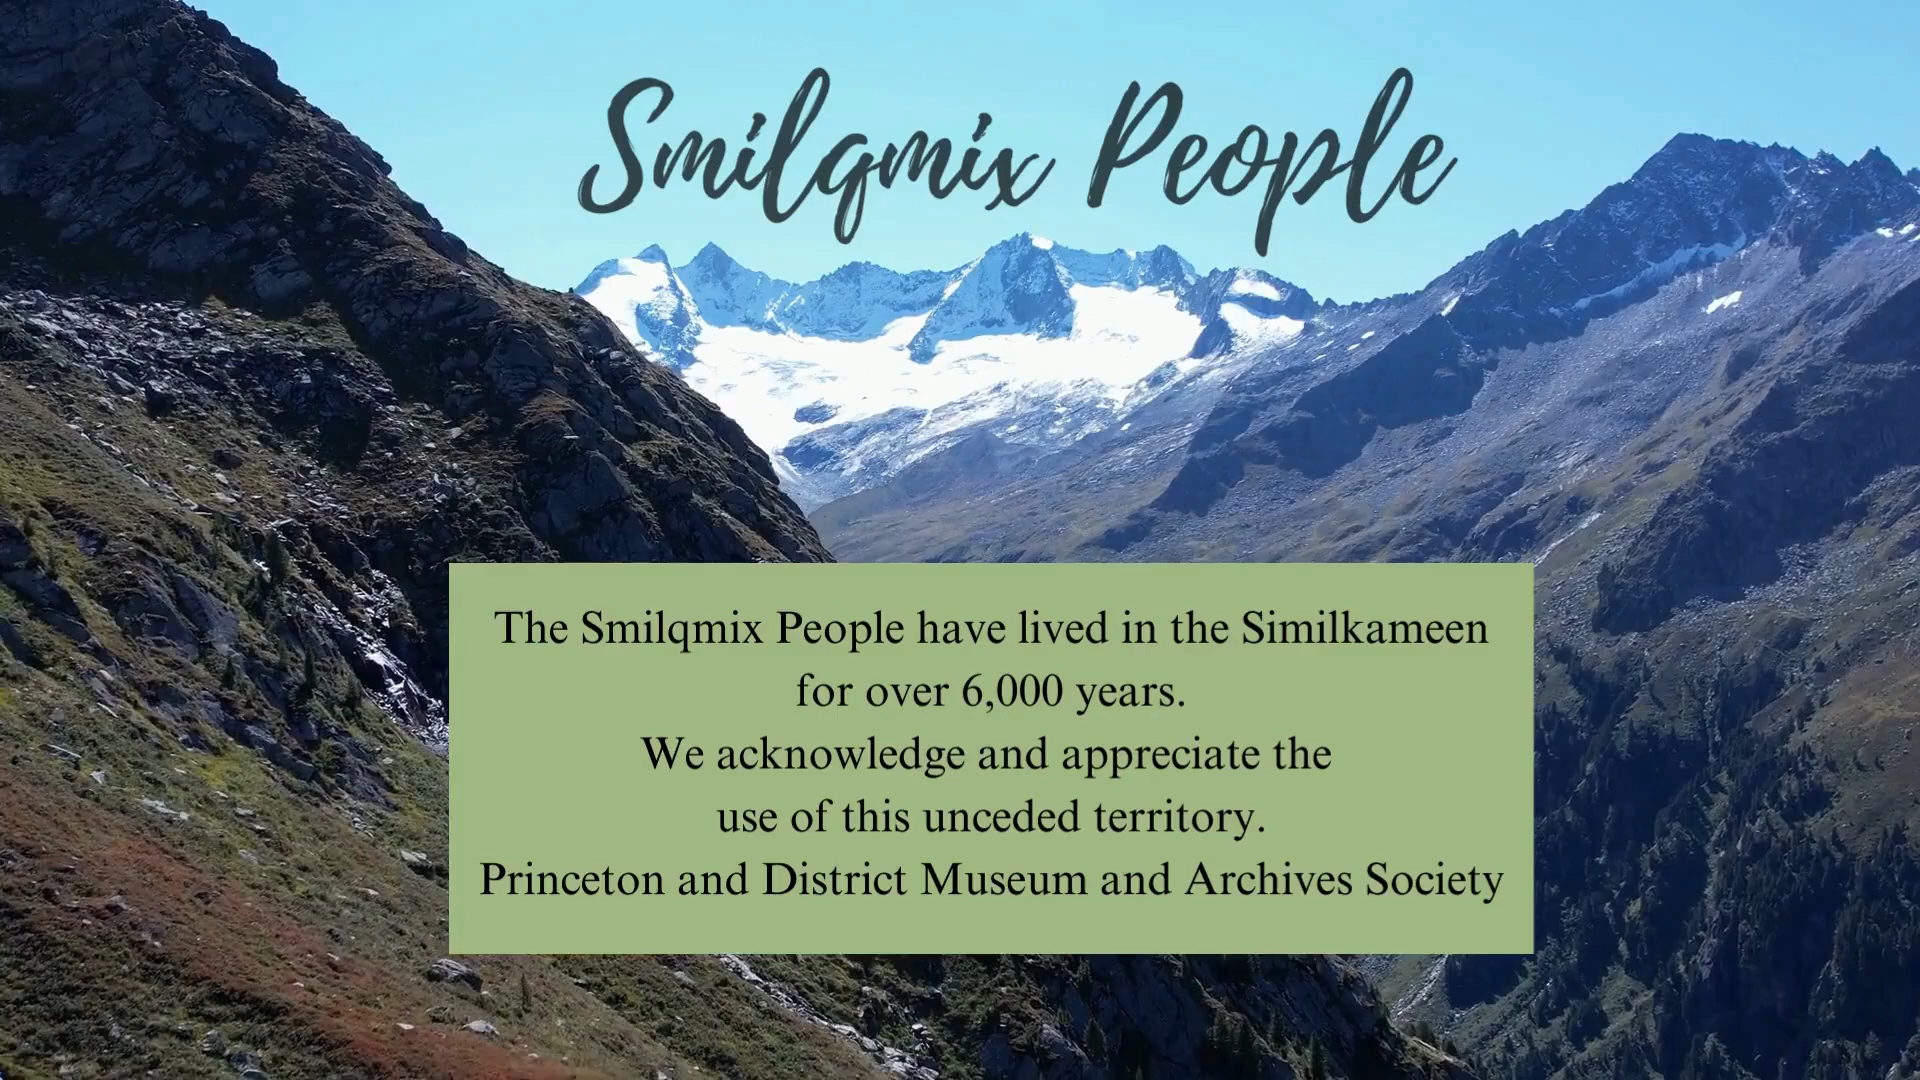 Smilqmix People
The Smilqmix People have lived in the Similkameen
for over 6,000 years.
We acknowledge and appreciate the
use of this unceded territory.
Princeton and District Museum and Archives Society